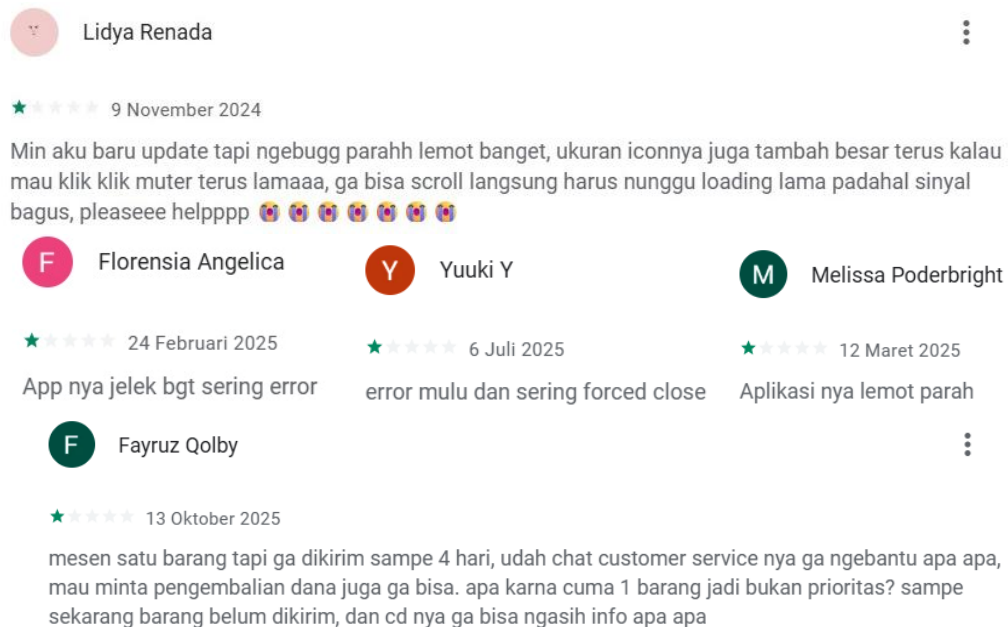 Lidya Renada
9 November 2024
Min aku baru update tapi ngebugg parahh lemot banget, ukuran iconnya juga tambah besar terus kalau
mau klik klik muter terus lamaaa, ga bisa scroll langsung harus nunggu loading lama padahal sinyal
bagus, pleaseee helpppp 😭 😭 😭 😭 😭 😭 😭
F
Florensia Angelica
24 Februari 2025
App nya jelek bgt sering error
Y
Yuuki Y
6 Juli 2025
error mulu dan sering forced close
M
Melissa Poderbright
12 Maret 2025
Aplikasi nya lemot parah
F
Fayruz Qolby
13 Oktober 2025
mesen satu barang tapi ga dikirim sampe 4 hari, udah chat customer service nya ga ngebantu apa apa,
mau minta pengembalian dana juga ga bisa. apa karna cuma 1 barang jadi bukan prioritas? sampe
sekarang barang belum dikirim, dan cd nya ga bisa ngasih info apa apa